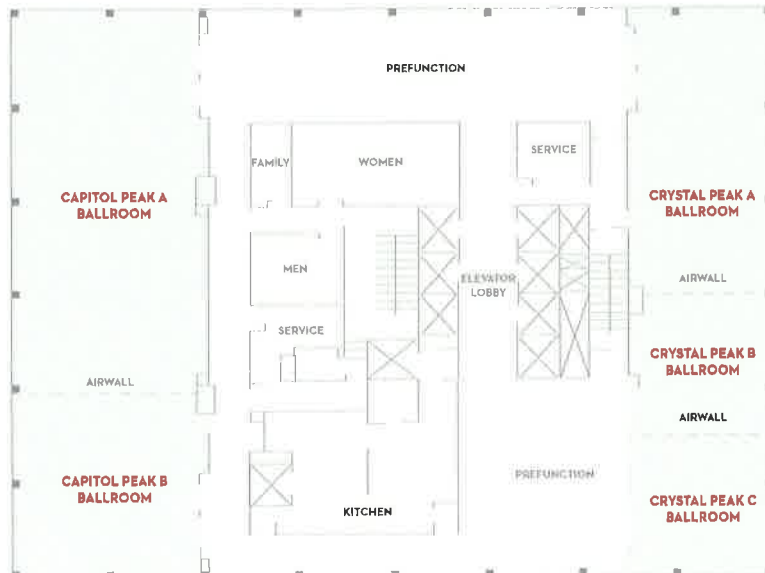 PREFUNCTION
FAMILY
WOMEN
SERVICE
CAPITOL PEAK A
BALLROOM
CRYSTAL PEAK A
BALLROOM
MEN
ELEVATOR
LOBBY
AIRWALL
SERVICE
CRYSTAL PEAK B
BALLROOM
AIRWALL
AIRWALL
CAPITOL PEAK B
BALLROOM
PREFUNCTION
KITCHEN
CRYSTAL PEAK C
BALLROOM